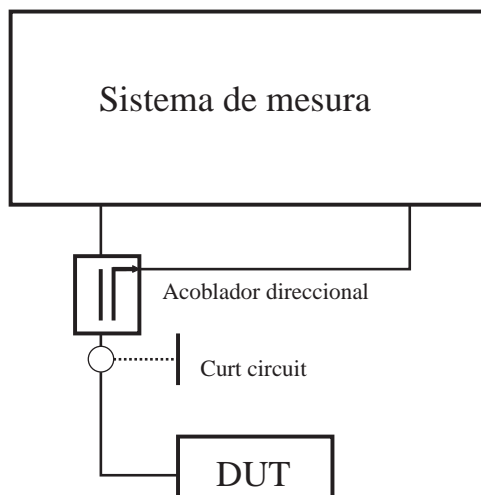 Sistema de mesura
Acoblador direccional
Curt circuit
DUT